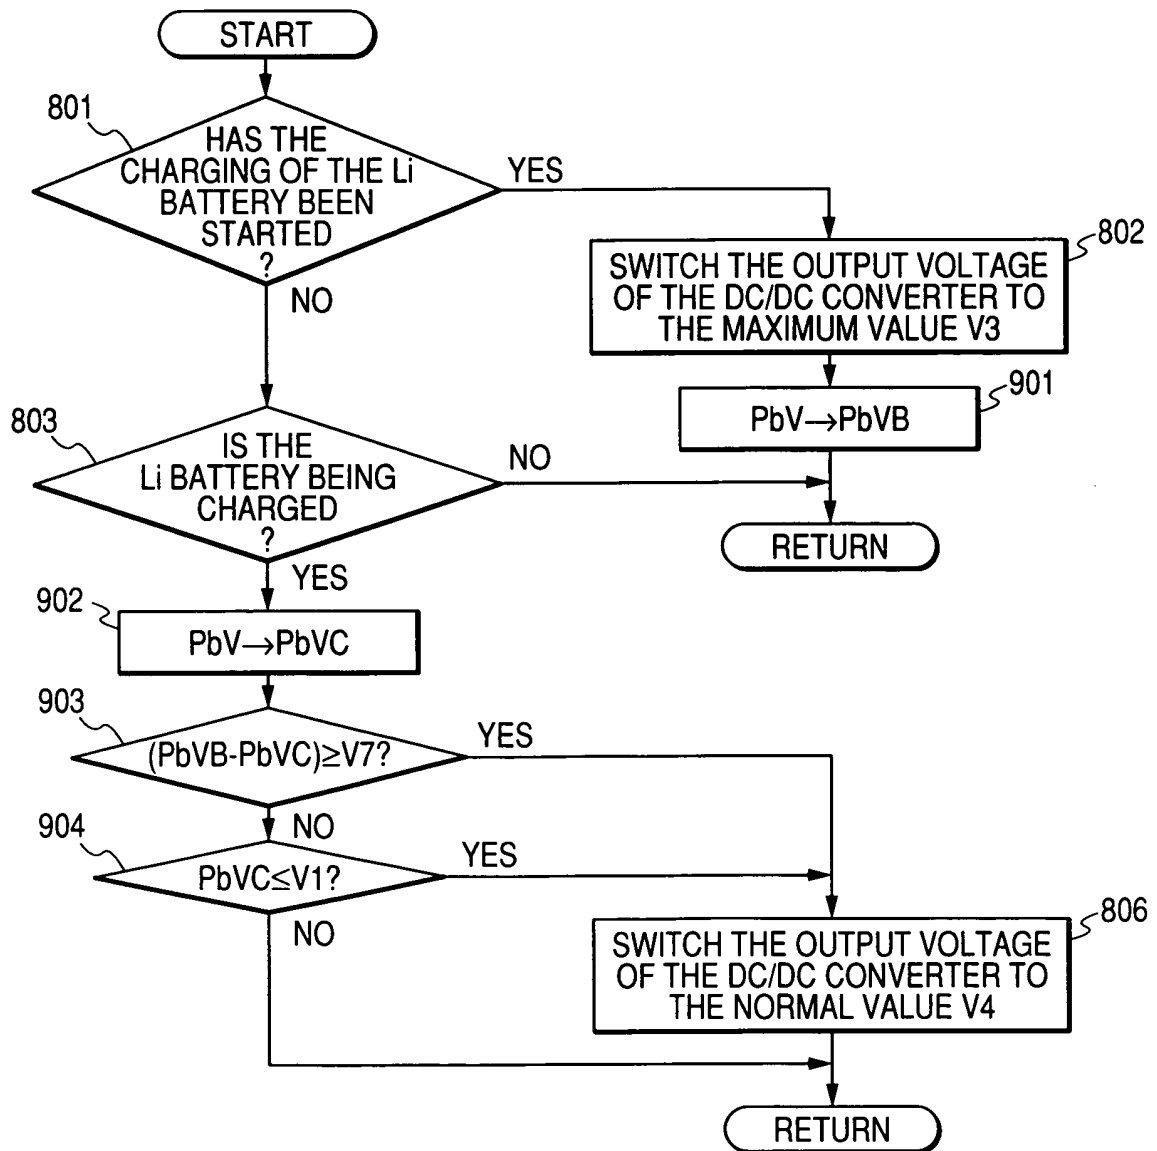 START
801
HAS THE
CHARGING OF THE Li
BATTERY BEEN
STARTED
?
YES
NO
802
SWITCH THE OUTPUT VOLTAGE
OF THE DC/DC CONVERTER TO
THE MAXIMUM VALUE V3
901
PbV→PbVB
803
IS THE
Li BATTERY BEING
CHARGED
?
NO
YES
RETURN
902
PbV→PbVC
903
(PbVB-PbVC)≥V7?
YES
NO
904
PbVC≤V1?
YES
NO
806
SWITCH THE OUTPUT VOLTAGE
OF THE DC/DC CONVERTER TO
THE NORMAL VALUE V4
RETURN